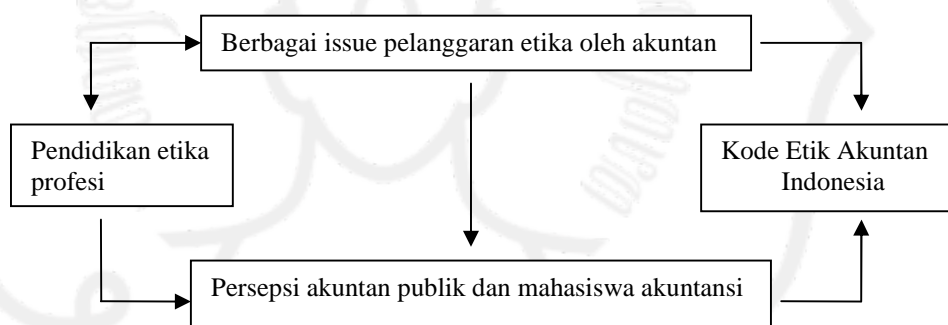 Berbagai issue pelanggaran etika oleh akuntan
Pendidikan etika
profesi
Kode Etik Akuntan
Indonesia
Persepsi akuntan publik dan mahasiswa akuntansi